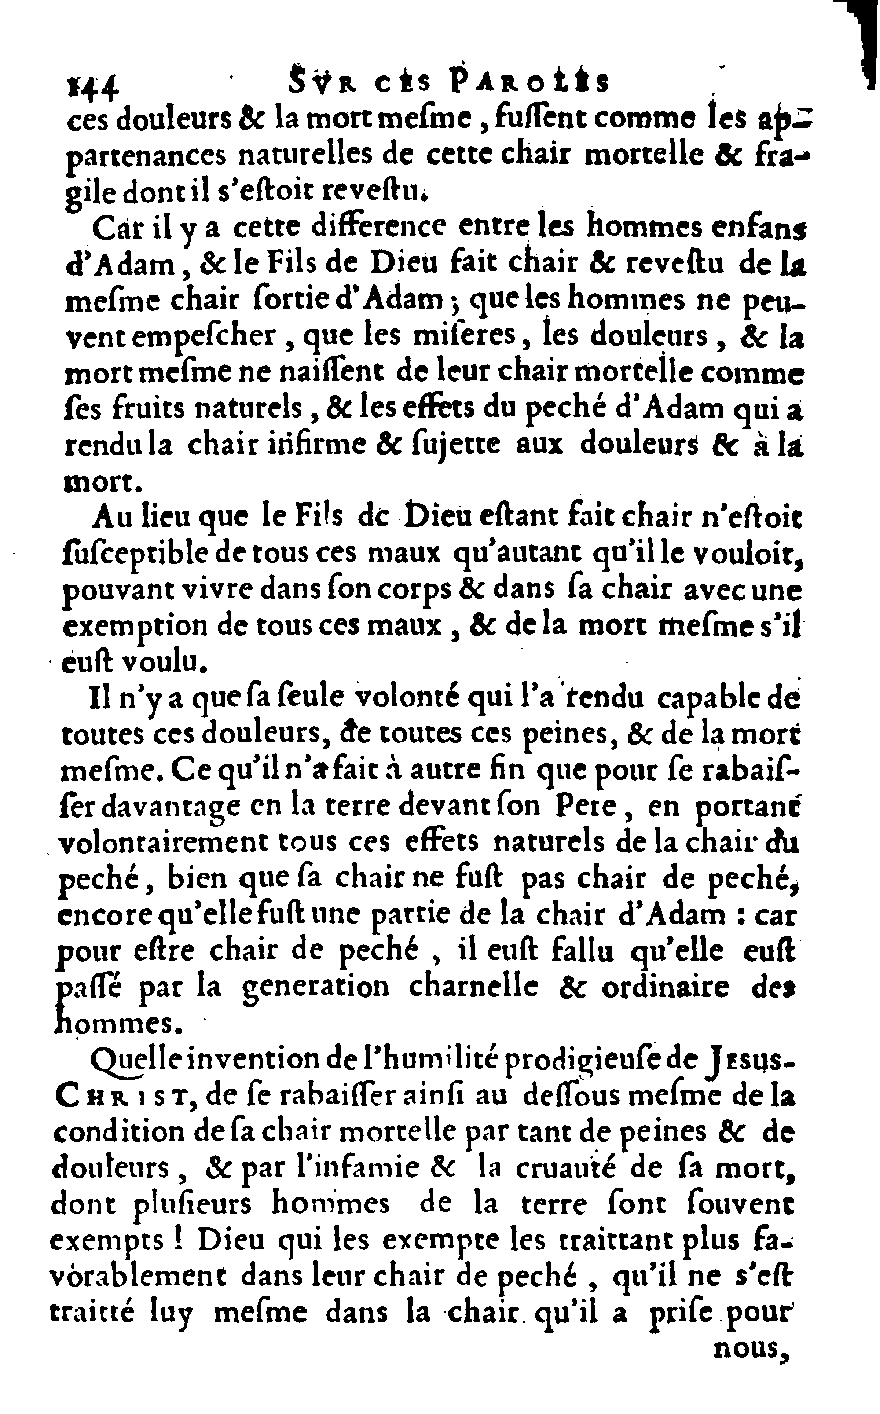 144 SVR CES PAROLES
ces douleurs & la mort meſme, fuſſent comme les ap-
partenances naturelles de cette chair mortelle & fra-
gile dont il s'eſtoit reveſtu.
Car il y a cette difference entre les hommes enfans
d'Adam, & le Fils de Dieu fait chair & reveſtu de la
meſme chair ſortie d'Adam; que les hommes ne peu-
vent empeſcher, que les miſeres, les douleurs, & la
mort meſme ne naiſſent de leur chair mortelle comme
ſes fruits naturels, & les effets du peché d'Adam qui a
rendu la chair infirme & ſujette aux douleurs & à la
mort.
Au lieu que le Fils de Dieu eſtant fait chair n'eſtoit
ſuſceptible de tous ces maux qu'autant qu'il le vouloit,
pouvant vivre dans ſon corps & dans ſa chair avec une
exemption de tous ces maux, & de la mort meſme s'il
euſt voulu.
Il n'y a que ſa ſeule volonté qui l'a rendu capable de
toutes ces douleurs, de toutes ces peines, & de la mort
meſme. Ce qu'il n'a fait à autre fin que pour ſe rabaiſ-
ſer davantage en la terre devant ſon Pere, en portant
volontairement tous ces effets naturels de la chair du
peché, bien que ſa chair ne fuſt pas chair de peché,
encore qu'elle fuſt une partie de la chair d'Adam : car
pour eſtre chair de peché, il euſt fallu qu'elle euſt
paſſé par la generation charnelle & ordinaire des
hommes.
Quelle invention de l'humilité prodigieuſe de JESUS-
CHRIST, de ſe rabaiſſer ainſi au deſſous meſme de la
condition de ſa chair mortelle par tant de peines & de
douleurs, & par l'infamie & la cruauté de ſa mort,
dont pluſieurs hommes de la terre ſont ſouvent
exempts ! Dieu qui les exempte les traittant plus fa-
vorablement dans leur chair de peché, qu'il ne s'eſt
traitté luy meſme dans la chair qu'il a priſe pour
nous,